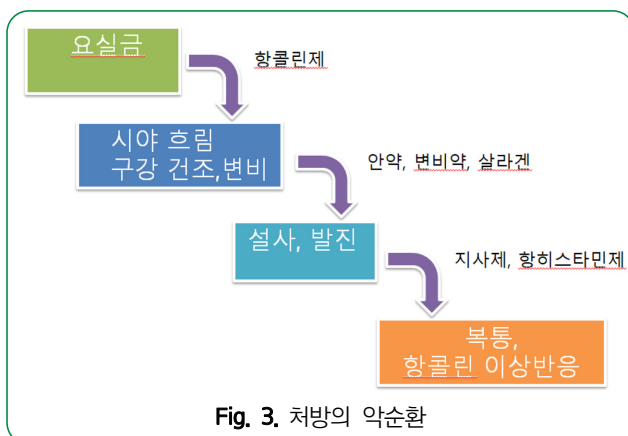 요실금
항콜린제
시야 흐림
구강 건조,변비
안약, 변비약, 살라겐
설사, 발진
지사제, 항히스타민제
복통,
항콜린 이상반응
Fig. 3. 처방의 악순환